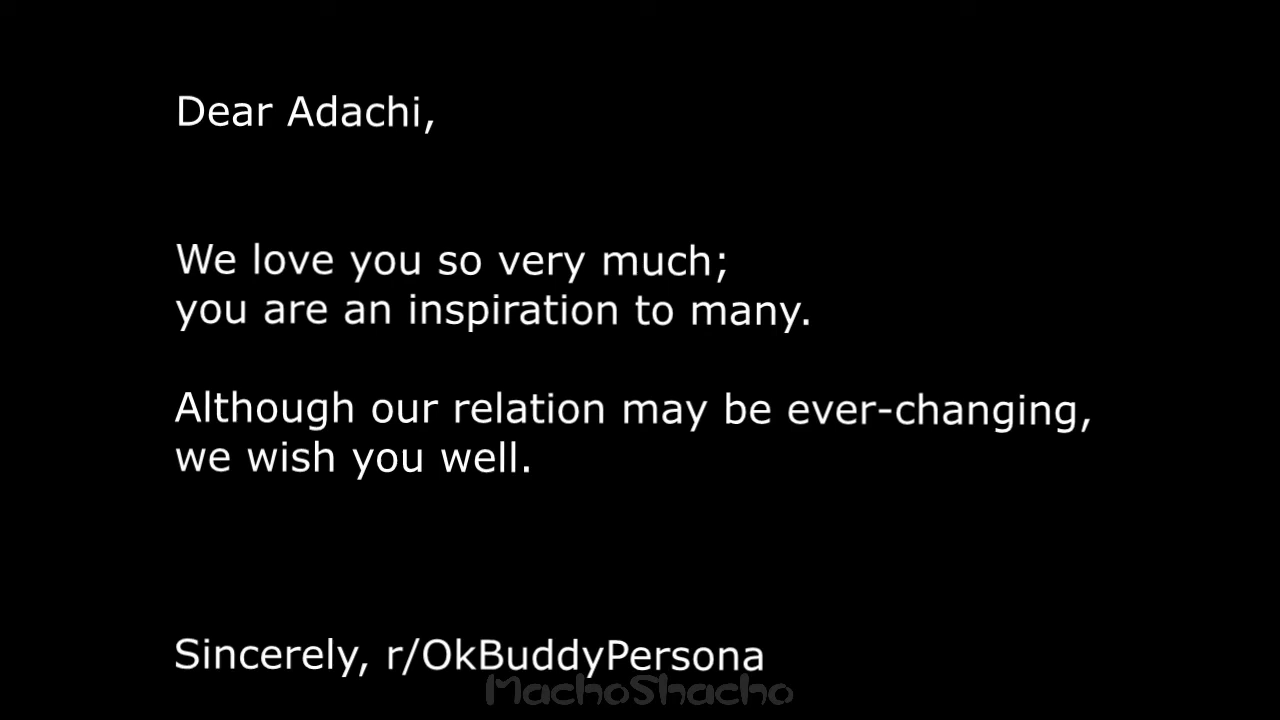 Dear Adachi,
We love you so very much;
you are an inspiration to many.
Although our relation may be ever-changing,
we wish you well.
Sincerely, r/OkBuddyPersona
MachoShacho